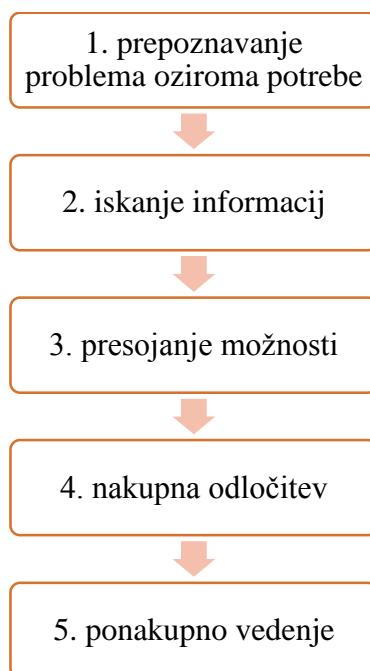 1. prepoznavanje
problema oziroma potrebe
2. iskanje informacij
3. presojanje možnosti
4. nakupna odločitev
5. ponakupno vedenje